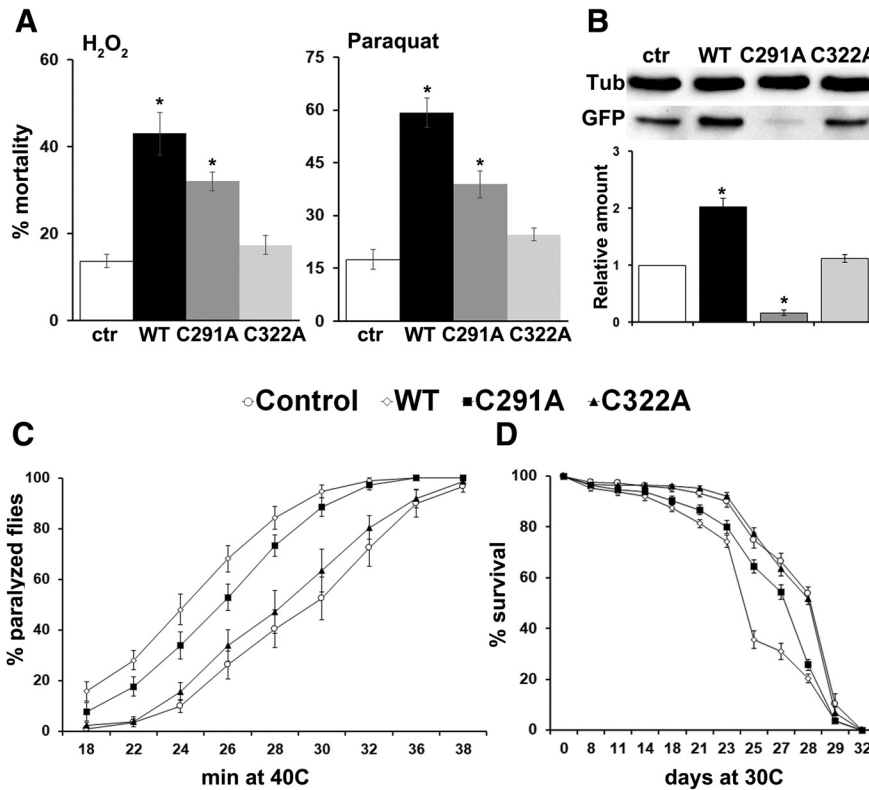 A
H2O2
% mortality
60
40
20
0
*
*
ctr WT C291A C322A
Paraquat
75
60
45
30
15
0
*
*
ctr WT C291A C322A
B
ctr WT C291A C322A
Tub
GFP
Relative amount
3
2
1
0
*
*
Control WT C291A C322A
C
% paralyzed flies
100
80
60
40
20
0
18 22 24 26 28 30 32 36 38
min at 40C
D
% survival
100
80
60
40
20
0
0 8 11 14 18 21 23 25 27 28 29 32
days at 30C